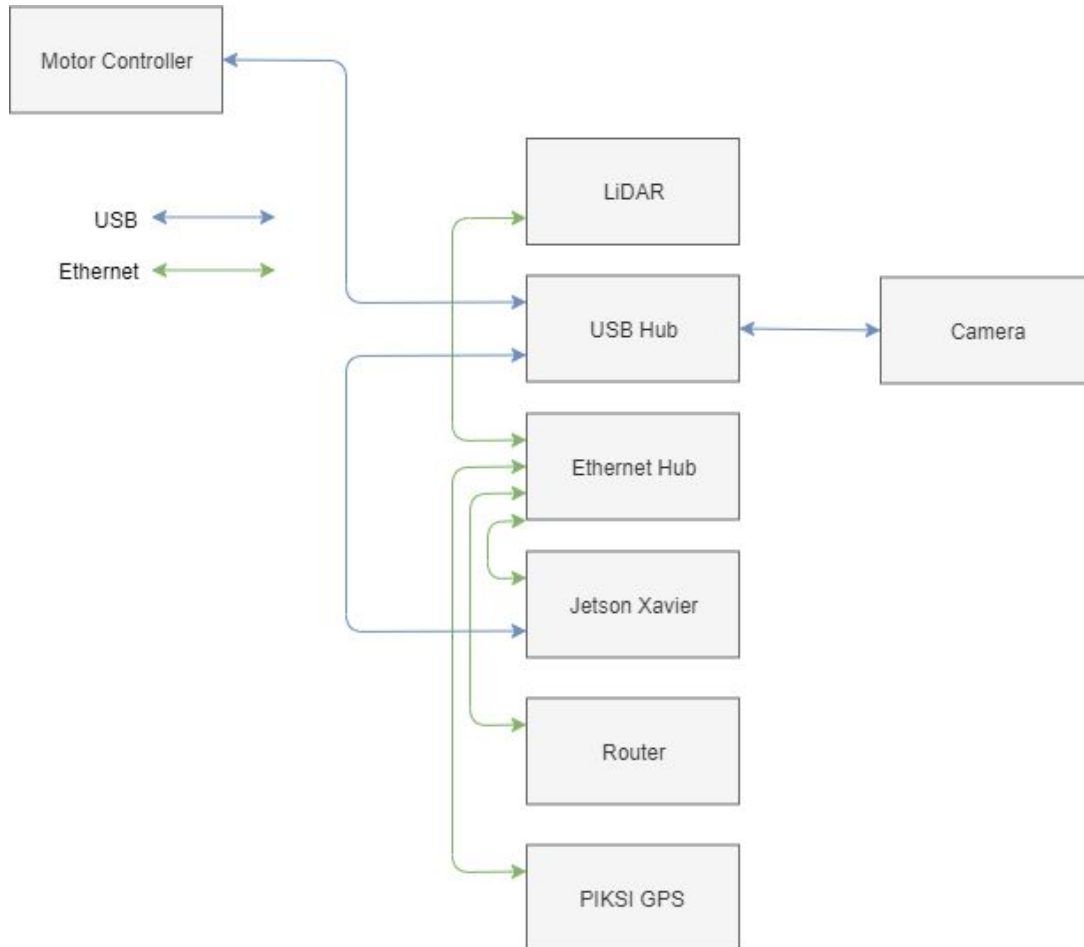 Motor Controller
LiDAR
USB
Ethernet
USB Hub
Camera
Ethernet Hub
Jetson Xavier
Router
PIKSI GPS